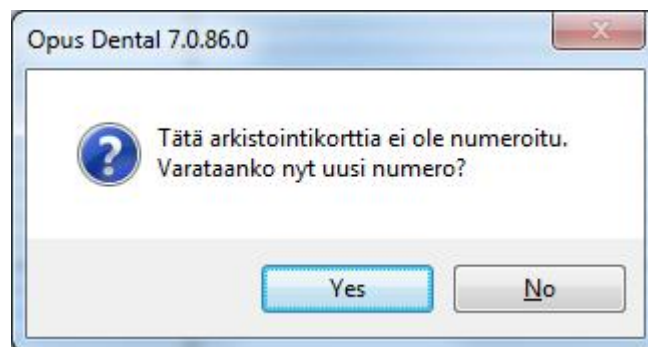 Opus Dental 7.0.86.0
Tätä arkistointikorttia ei ole numeroitu.
Varataanko nyt uusi numero?
Yes
No